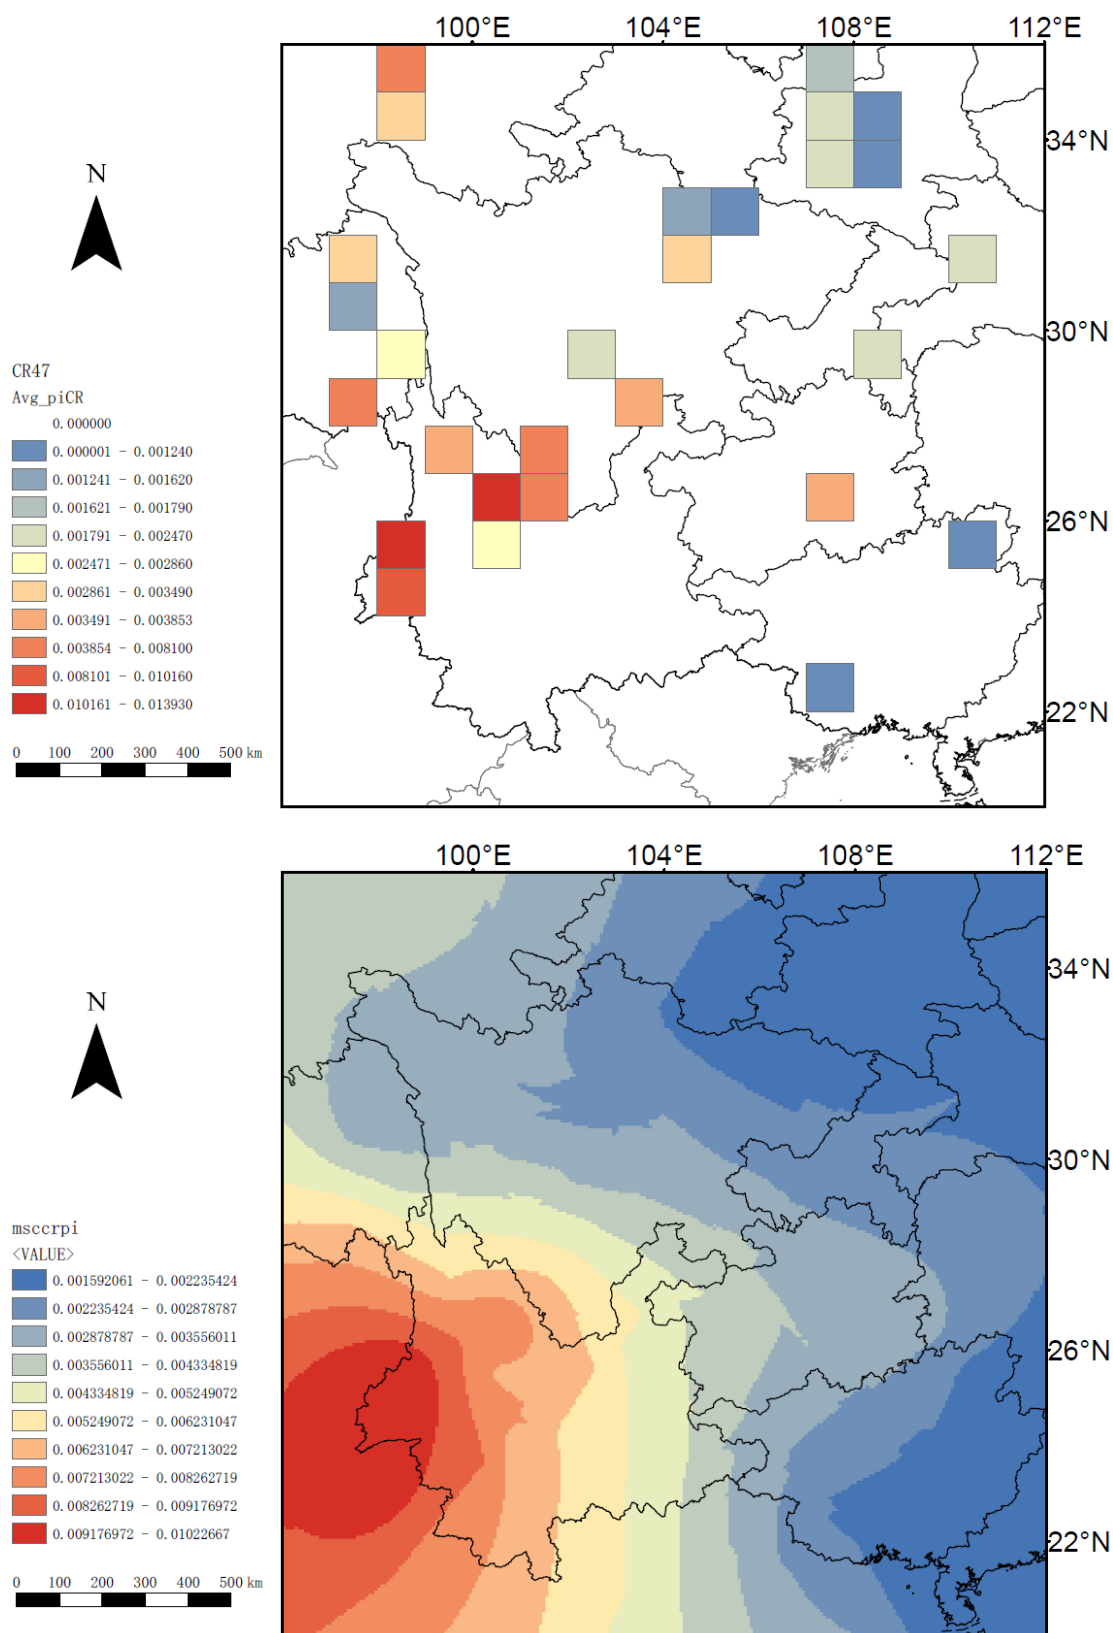 100°E 104°E 108°E 112°E
34°N
N
30°N
CR47
Avg_piCR
0.000000
0.000001 - 0.001240
0.001241 - 0.001620
0.001621 - 0.001790
0.001791 - 0.002470
0.002471 - 0.002860
0.002861 - 0.003490
0.003491 - 0.003853
0.003854 - 0.008100
0.008101 - 0.010160
0.010161 - 0.013930
26°N
22°N
0 100 200 300 400 500 km
100°E 104°E 108°E 112°E
34°N
N
30°N
msccrpi
<VALUE>
0.001592061 - 0.002235424
0.002235424 - 0.002878787
0.002878787 - 0.003556011
0.003556011 - 0.004334819
0.004334819 - 0.005249072
0.005249072 - 0.006231047
0.006231047 - 0.007213022
0.007213022 - 0.008262719
0.008262719 - 0.009176972
0.009176972 - 0.01022667
26°N
22°N
0 100 200 300 400 500 km